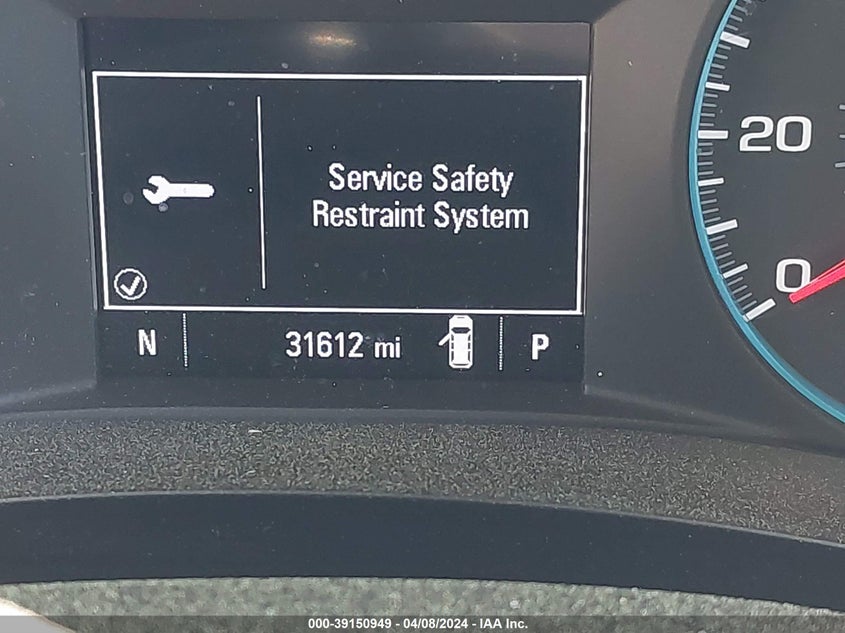 20
Service Safety
Restraint System
0
N 31612 mi P
000-39150949 - 04/08/2024 - IAA Inc.